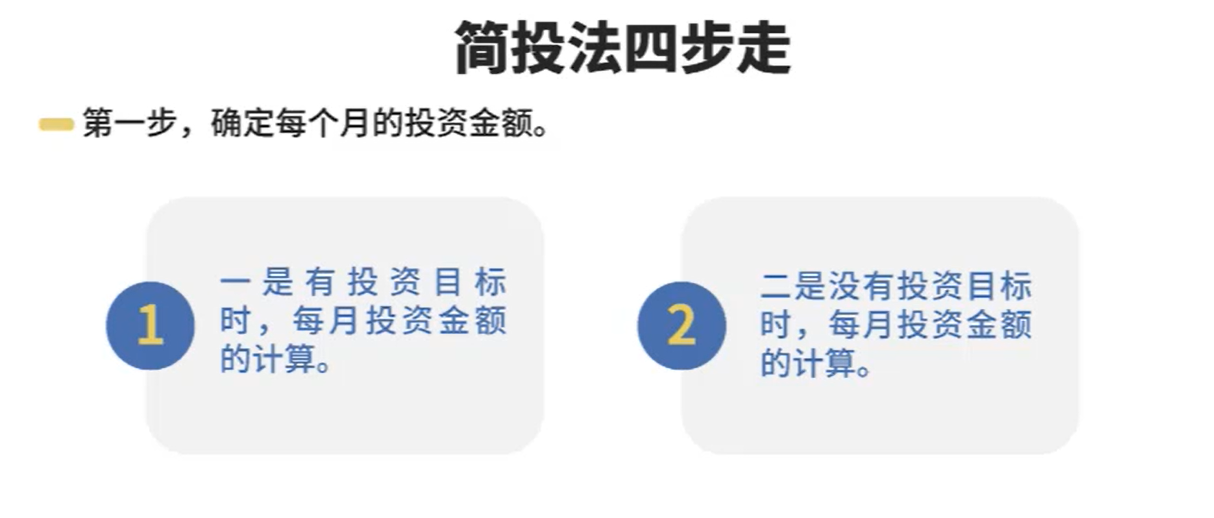 简投法四步走
第一步，确定每个月的投资金额。
1
一是有投资目标
时，每月投资金额
的计算。
2
二是没有投资目标
时，每月投资金额
的计算。